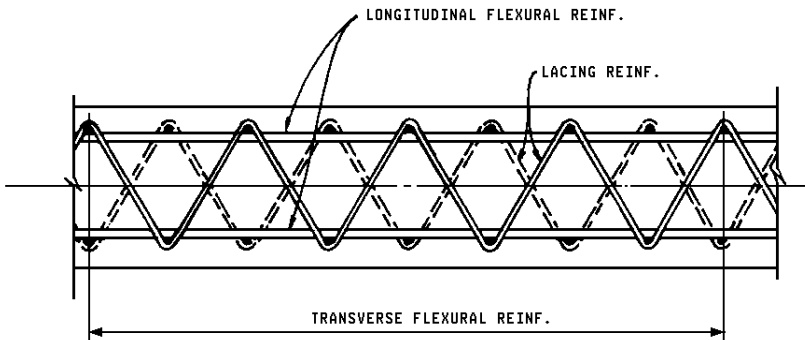 LONGITUDINAL FLEXURAL REINF.
LACING REINF.
TRANSVERSE FLEXURAL REINF.